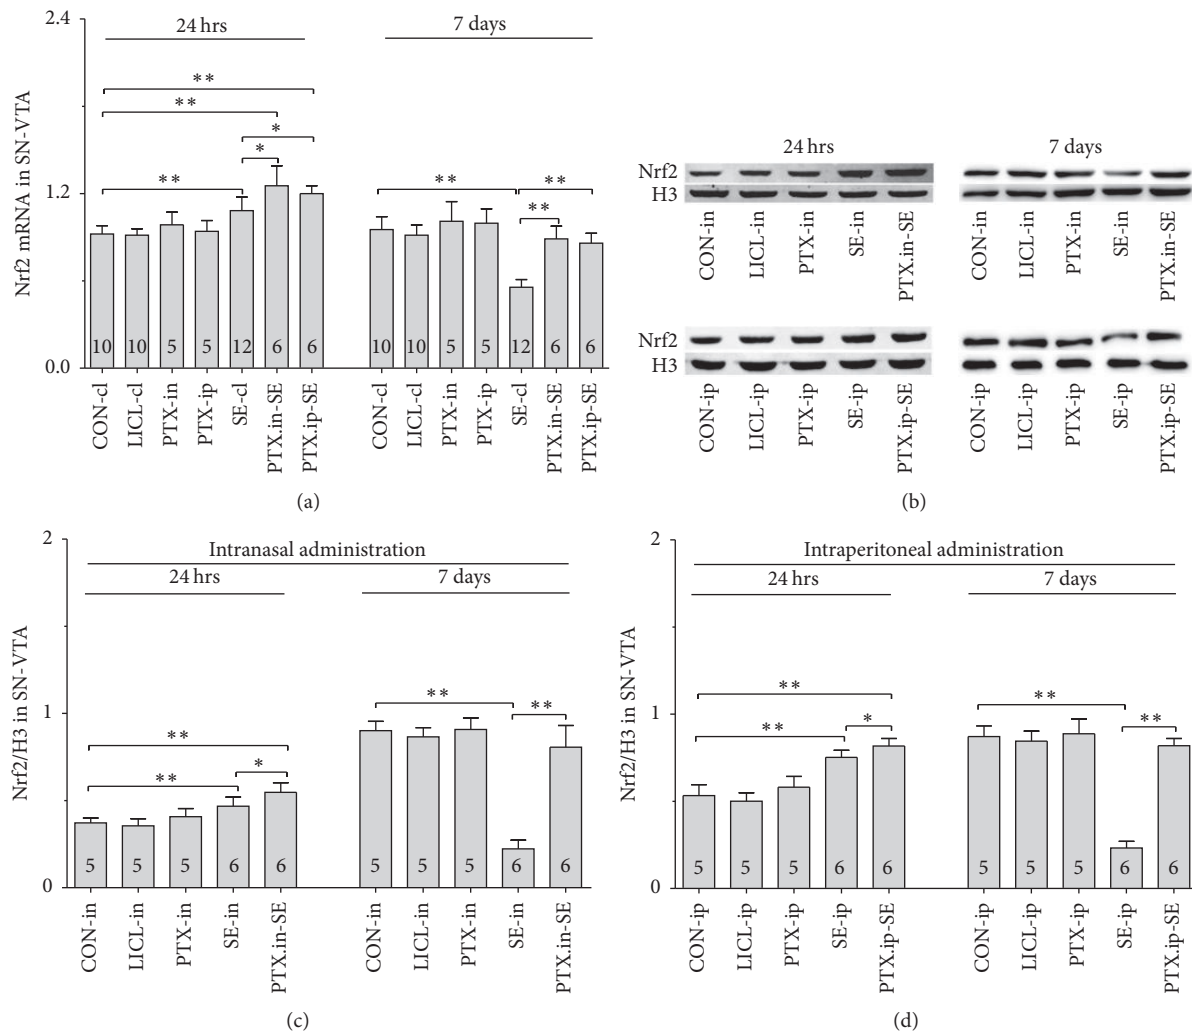 2.4
24 hrs
7 days
**
**
*
*
**
**
**
**
1.2
0.0
Nrf2 mRNA in SN-VTA
10
10
5
5
12
6
6
10
10
5
5
12
6
6
CON-cl
LICL-cl
PTX-in
PTX-ip
SE-cl
PTX.in-SE
PTX.ip-SE
CON-cl
LICL-cl
PTX-in
PTX-ip
SE-cl
PTX.in-SE
PTX.ip-SE
(a)
24 hrs
7 days
Nrf2
H3
CON-in
LICL-in
PTX-in
SE-in
PTX.in-SE
CON-in
LICL-in
PTX-in
SE-in
PTX.in-SE
Nrf2
H3
CON-ip
LICL-ip
PTX-ip
SE-ip
PTX.ip-SE
CON-ip
LICL-ip
PTX-ip
SE-ip
PTX.ip-SE
(b)
2
Intranasal administration
24 hrs
7 days
**
**
1
**
**
*
0
Nrf2/H3 in SN-VTA
5
5
5
6
6
5
5
5
6
6
CON-in
LICL-in
PTX-in
SE-in
PTX.in-SE
CON-in
LICL-in
PTX-in
SE-in
PTX.in-SE
(c)
2
Intraperitoneal administration
24 hrs
7 days
**
**
**
*
**
1
0
Nrf2/H3 in SN-VTA
5
5
5
6
6
5
5
5
6
6
CON-ip
LICL-ip
PTX-ip
SE-ip
PTX.ip-SE
CON-ip
LICL-ip
PTX-ip
SE-ip
PTX.ip-SE
(d)